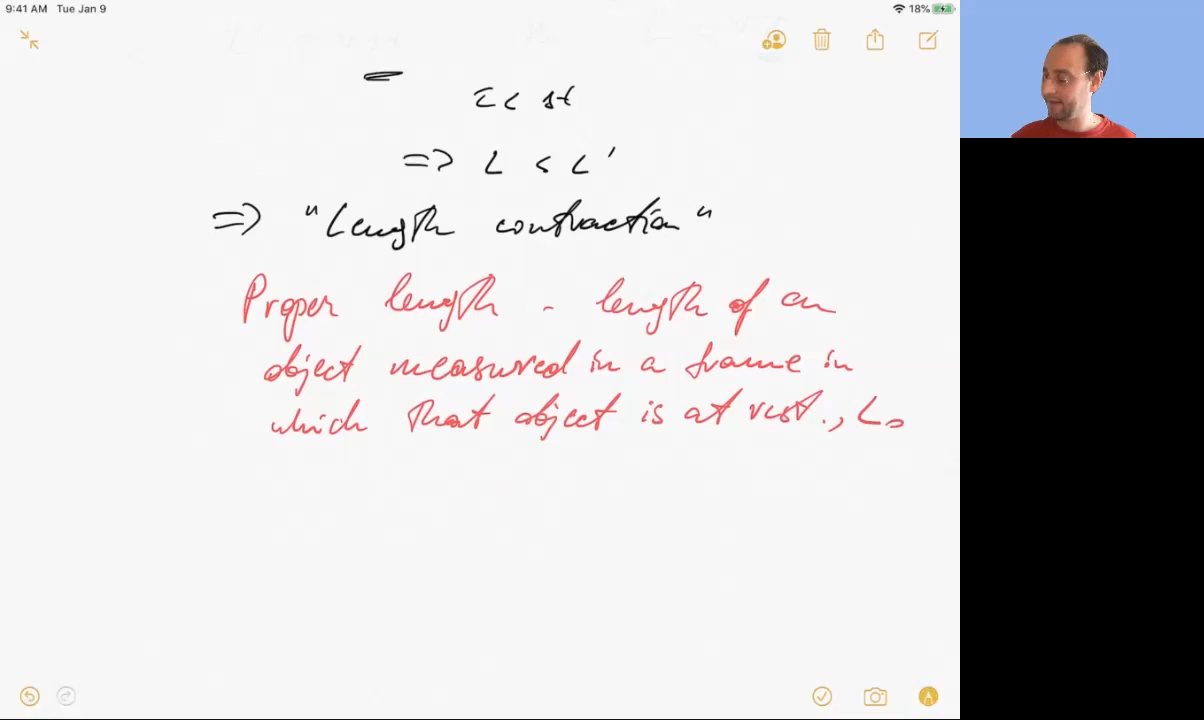 9:41 AM Tue Jan 9
18%
τ < Δt
=> L < L'
=> "Length contraction"
Proper length - length of an
object measured in a frame in
which that object is at rest., L₀